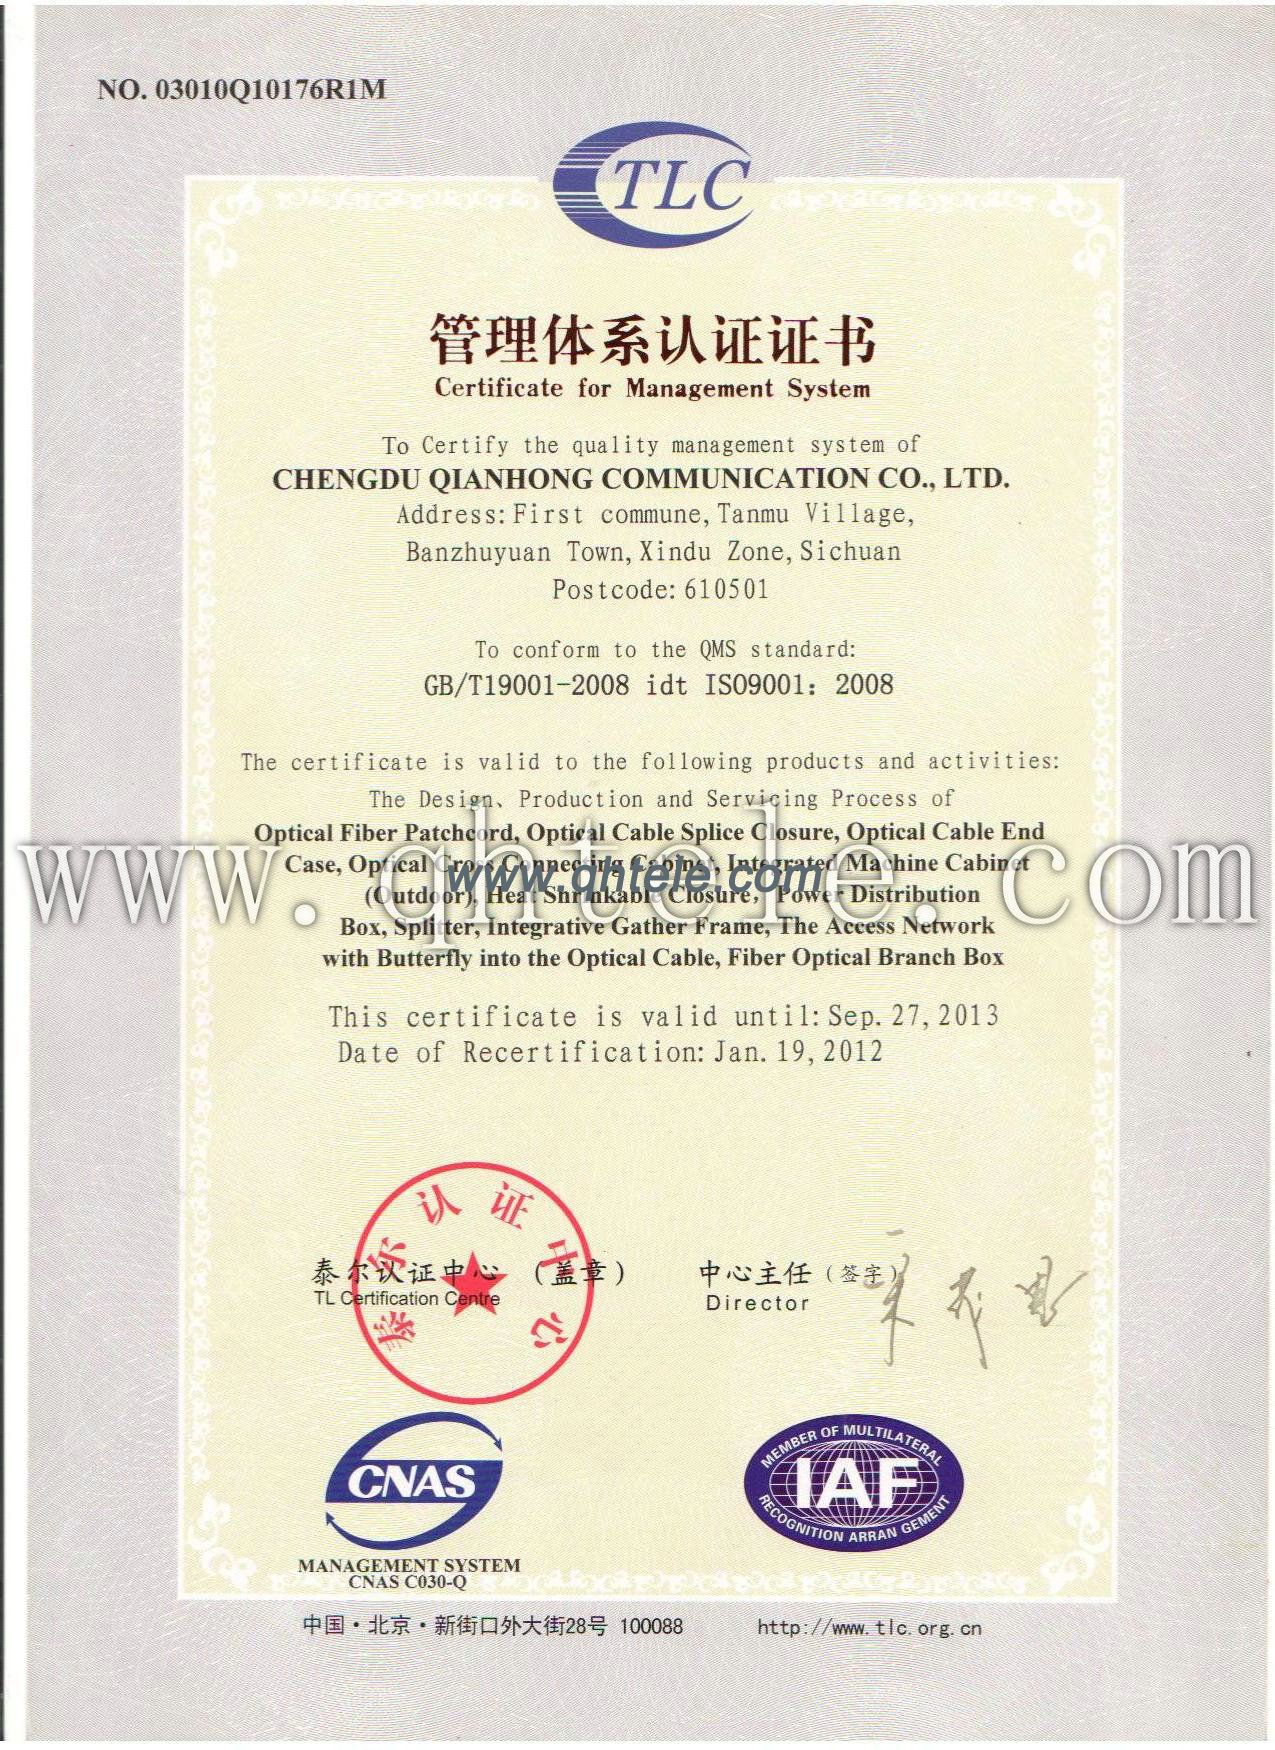 NO. 03010Q10176R1M
TLC
管理体系认证证书
Certificate for Management System
To Certify the quality management system of
CHENGDU QIANHONG COMMUNICATION CO., LTD.
Address: First commune, Tanmu Village,
Banzhuyuan Town, Xindu Zone, Sichuan
Postcode: 610501
To conform to the QMS standard:
GB/T19001-2008 idt ISO9001: 2008
The certificate is valid to the following products and activities:
The Design、Production and Servicing Process of
Optical Fiber Patchcord, Optical Cable Splice Closure, Optical Cable End
Case, Optical Cross Connecting Cabinet, Integrated Machine Cabinet
(Outdoor), Heat Shrinkable Closure, Power Distribution
Box, Splitter, Integrative Gather Frame, The Access Network
with Butterfly into the Optical Cable, Fiber Optical Branch Box
www.qhtele.com
www.qhtele.com
This certificate is valid until: Sep. 27, 2013
Date of Recertification: Jan. 19, 2012
泰尔认证中心
泰尔认证中心 （盖章） 中心主任（签字）
TL Certification Centre Director
CNAS
MANAGEMENT SYSTEM
CNAS C030-Q
MEMBER OF MULTILATERAL
IAF
RECOGNITION ARRAN GEMENT
中国·北京·新街口外大街28号 100088 http://www.tlc.org.cn